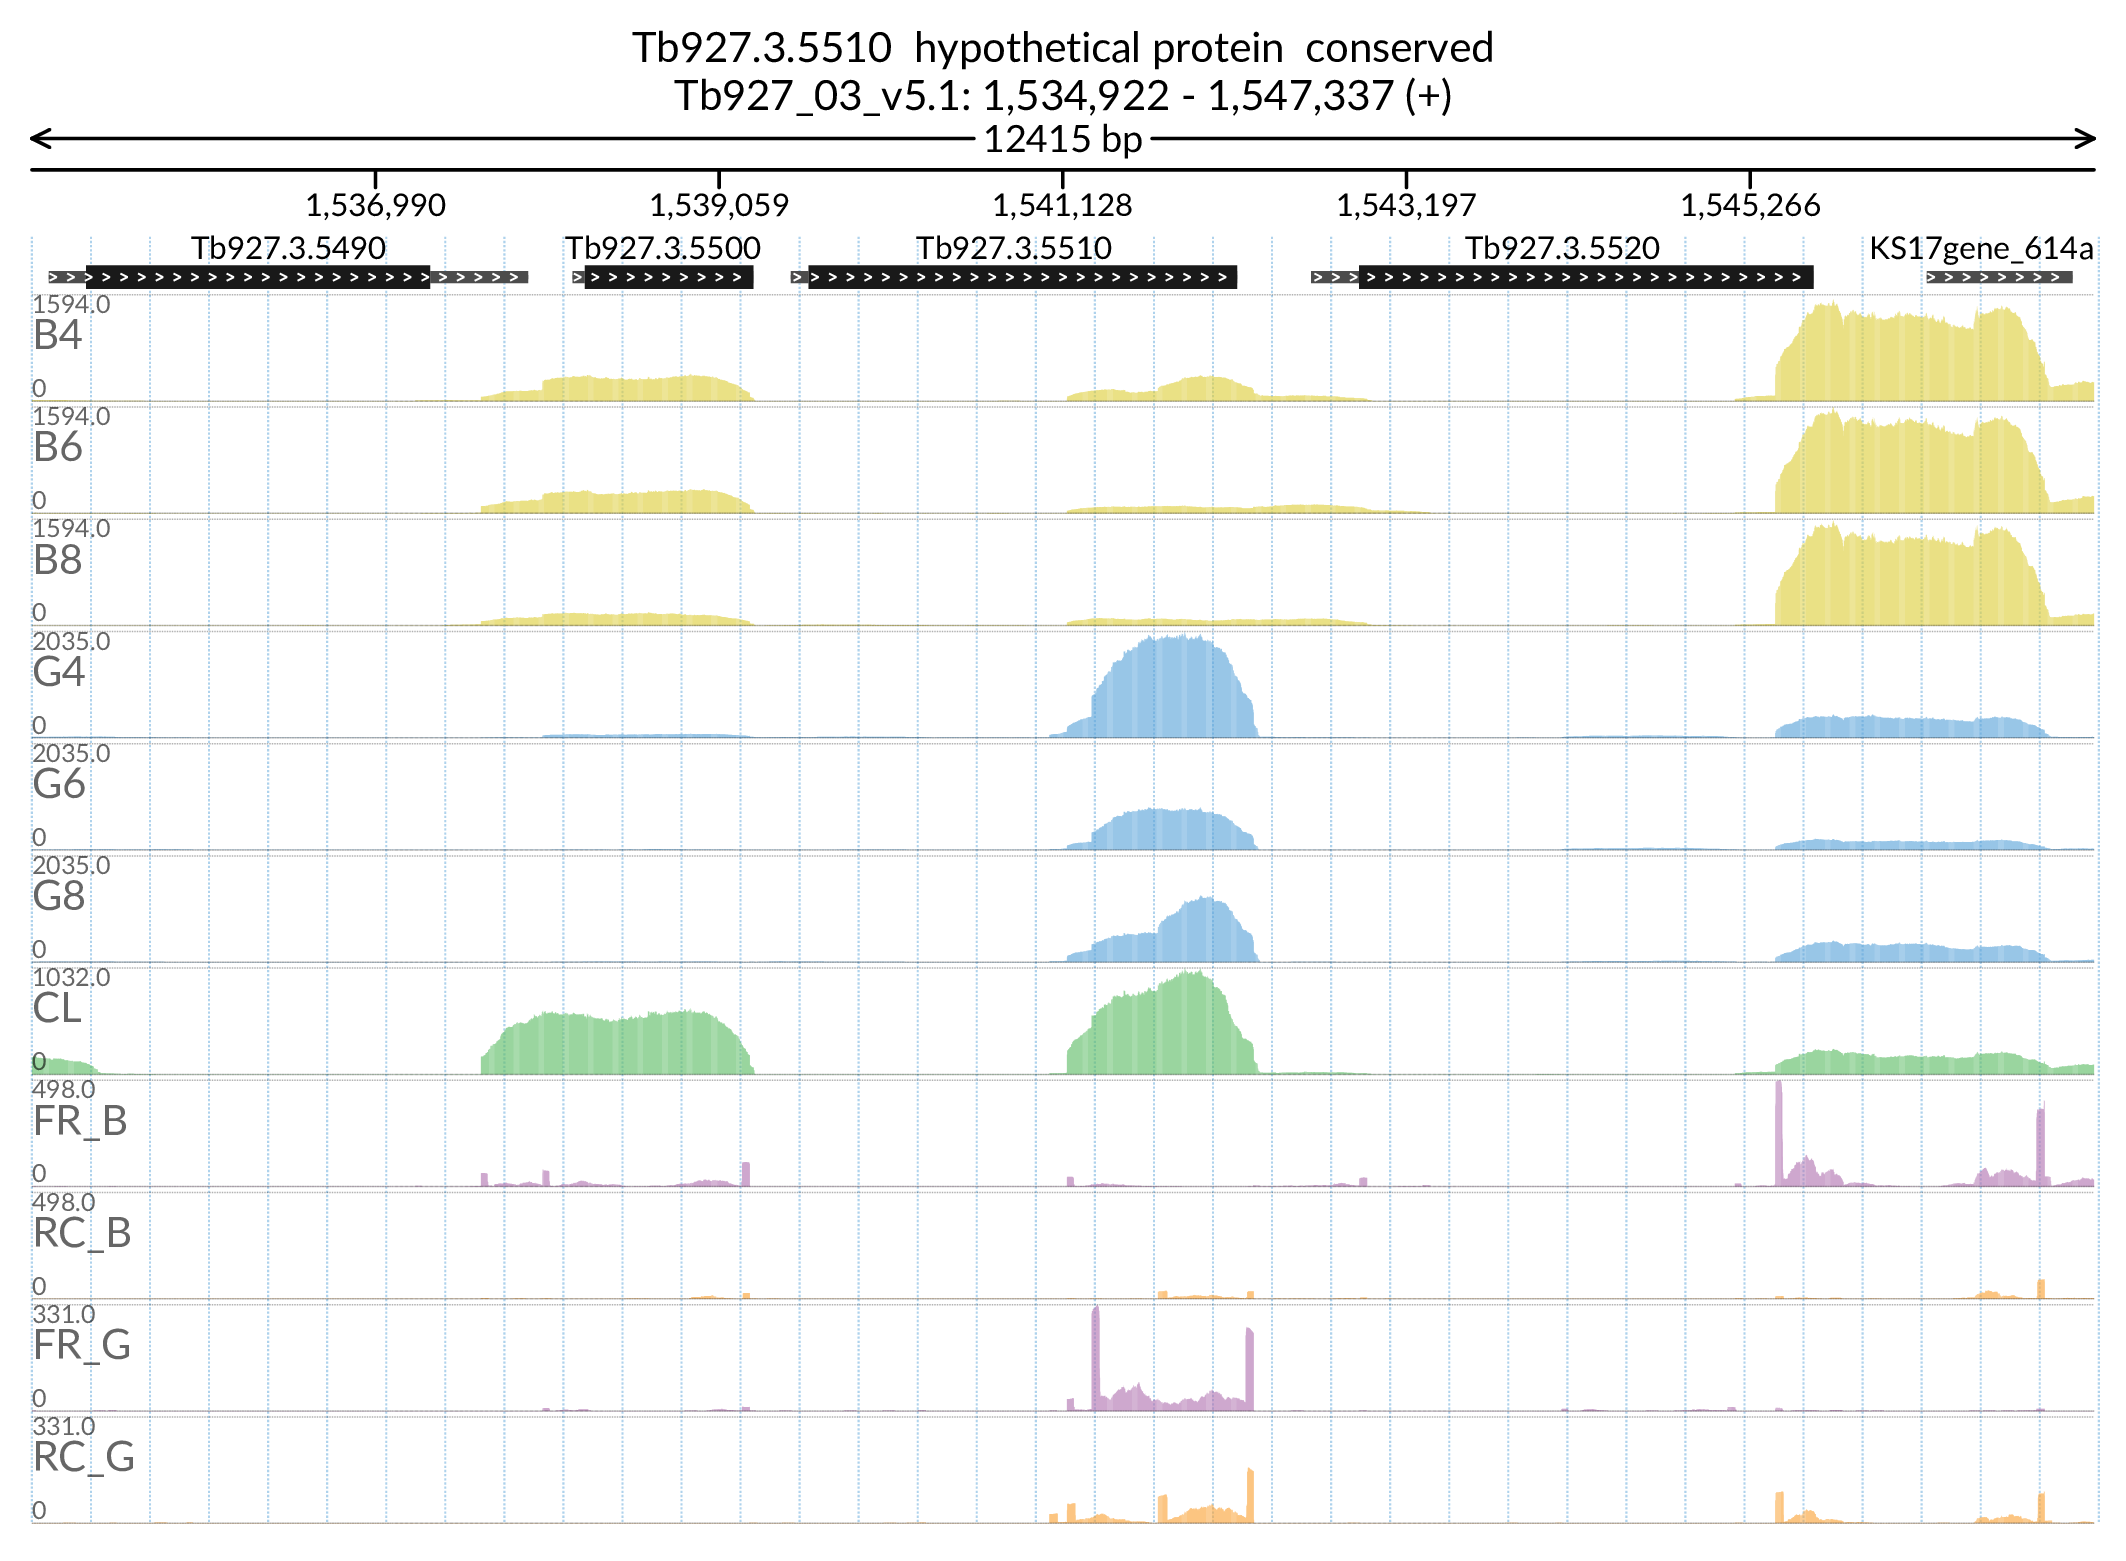 Tb927.3.5510 hypothetical protein conserved
Tb927_03_v5.1: 1,534,922 - 1,547,337 (+)
12415 bp
1,536,990 1,539,059 1,541,128 1,543,197 1,545,266
Tb927.3.5490 Tb927.3.5500 Tb927.3.5510 Tb927.3.5520 KS17gene_614a
1594.0
B4
0
1594.0
B6
0
1594.0
B8
0
2035.0
G4
0
2035.0
G6
0
2035.0
G8
0
1032.0
CL
0
498.0
FR_B
0
498.0
RC_B
0
331.0
FR_G
0
331.0
RC_G
0